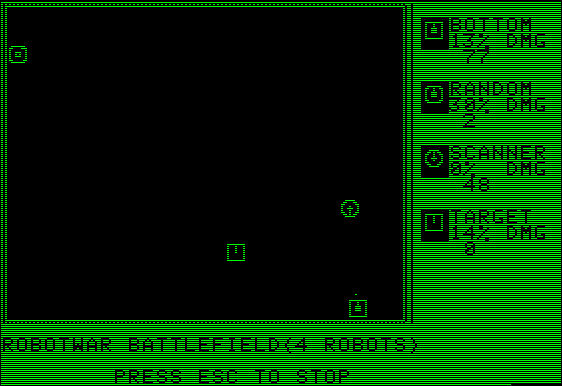 BOTTOM
13% DMG
77
RANDOM
30% DMG
2
SCANNER
0% DMG
48
TARGET
14% DMG
0
ROBOTWAR BATTLEFIELD(4 ROBOTS)
PRESS ESC TO STOP